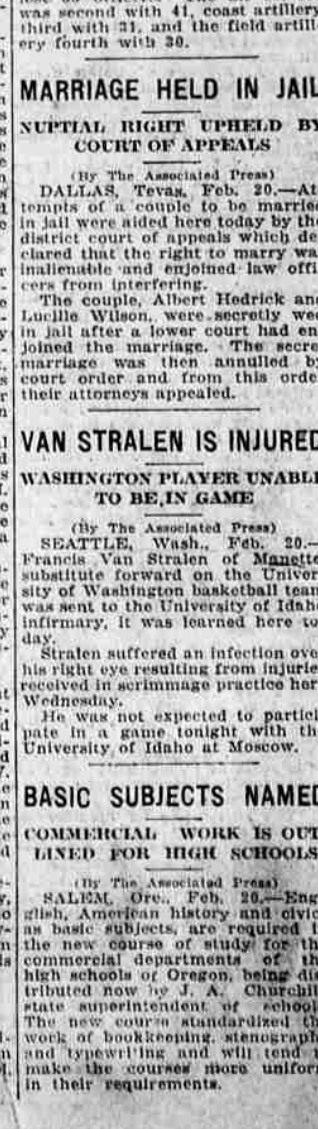 was second with 41, coast artillery
third with 31, and the field artill-
ery fourth with 30.
MARRIAGE HELD IN JAIL
NUPTIAL RIGHT UPHELD BY
COURT OF APPEALS
(By The Associated Press)
DALLAS, Texas, Feb. 20.—At-
tempts of a couple to be married
in jail were aided here today by the
district court of appeals which de-
clared that the right to marry was
inalienable and enjoined law offi-
cers from interfering.
The couple, Albert Hedrick and
Lucille Wilson, were secretly wed
in jail after a lower court had en-
joined the marriage. The secret
marriage was then annulled by
court order and from this order
their attorneys appealed.
VAN STRALEN IS INJURED
WASHINGTON PLAYER UNABLE
TO BE,IN GAME
(By The Associated Press)
SEATTLE, Wash., Feb. 20.—
Francis Van Stralen of Manette
substitute forward on the Univer-
sity of Washington basketball team
was sent to the University of Idaho
infirmary, it was learned here to-
day.
Stralen suffered an infection over
his right eye resulting from injuries
received in scrimmage practice here
Wednesday.
He was not expected to partici-
pate in a game tonight with the
University of Idaho at Moscow.
BASIC SUBJECTS NAMED
COMMERCIAL WORK IS OUT-
LINED FOR HIGH SCHOOLS
(By The Associated Press)
SALEM, Ore., Feb. 20.—Eng-
glish, American history and civics
as basic subjects, are required in
the new course of study for the
commercial departments of the
high schools of Oregon, being dis-
tributed now by J. A. Churchill
state superintendent of schools
The new course standardized the
work of bookkeeping, stenography
and typewriting and will tend to
make the courses more uniform
in their requirements.